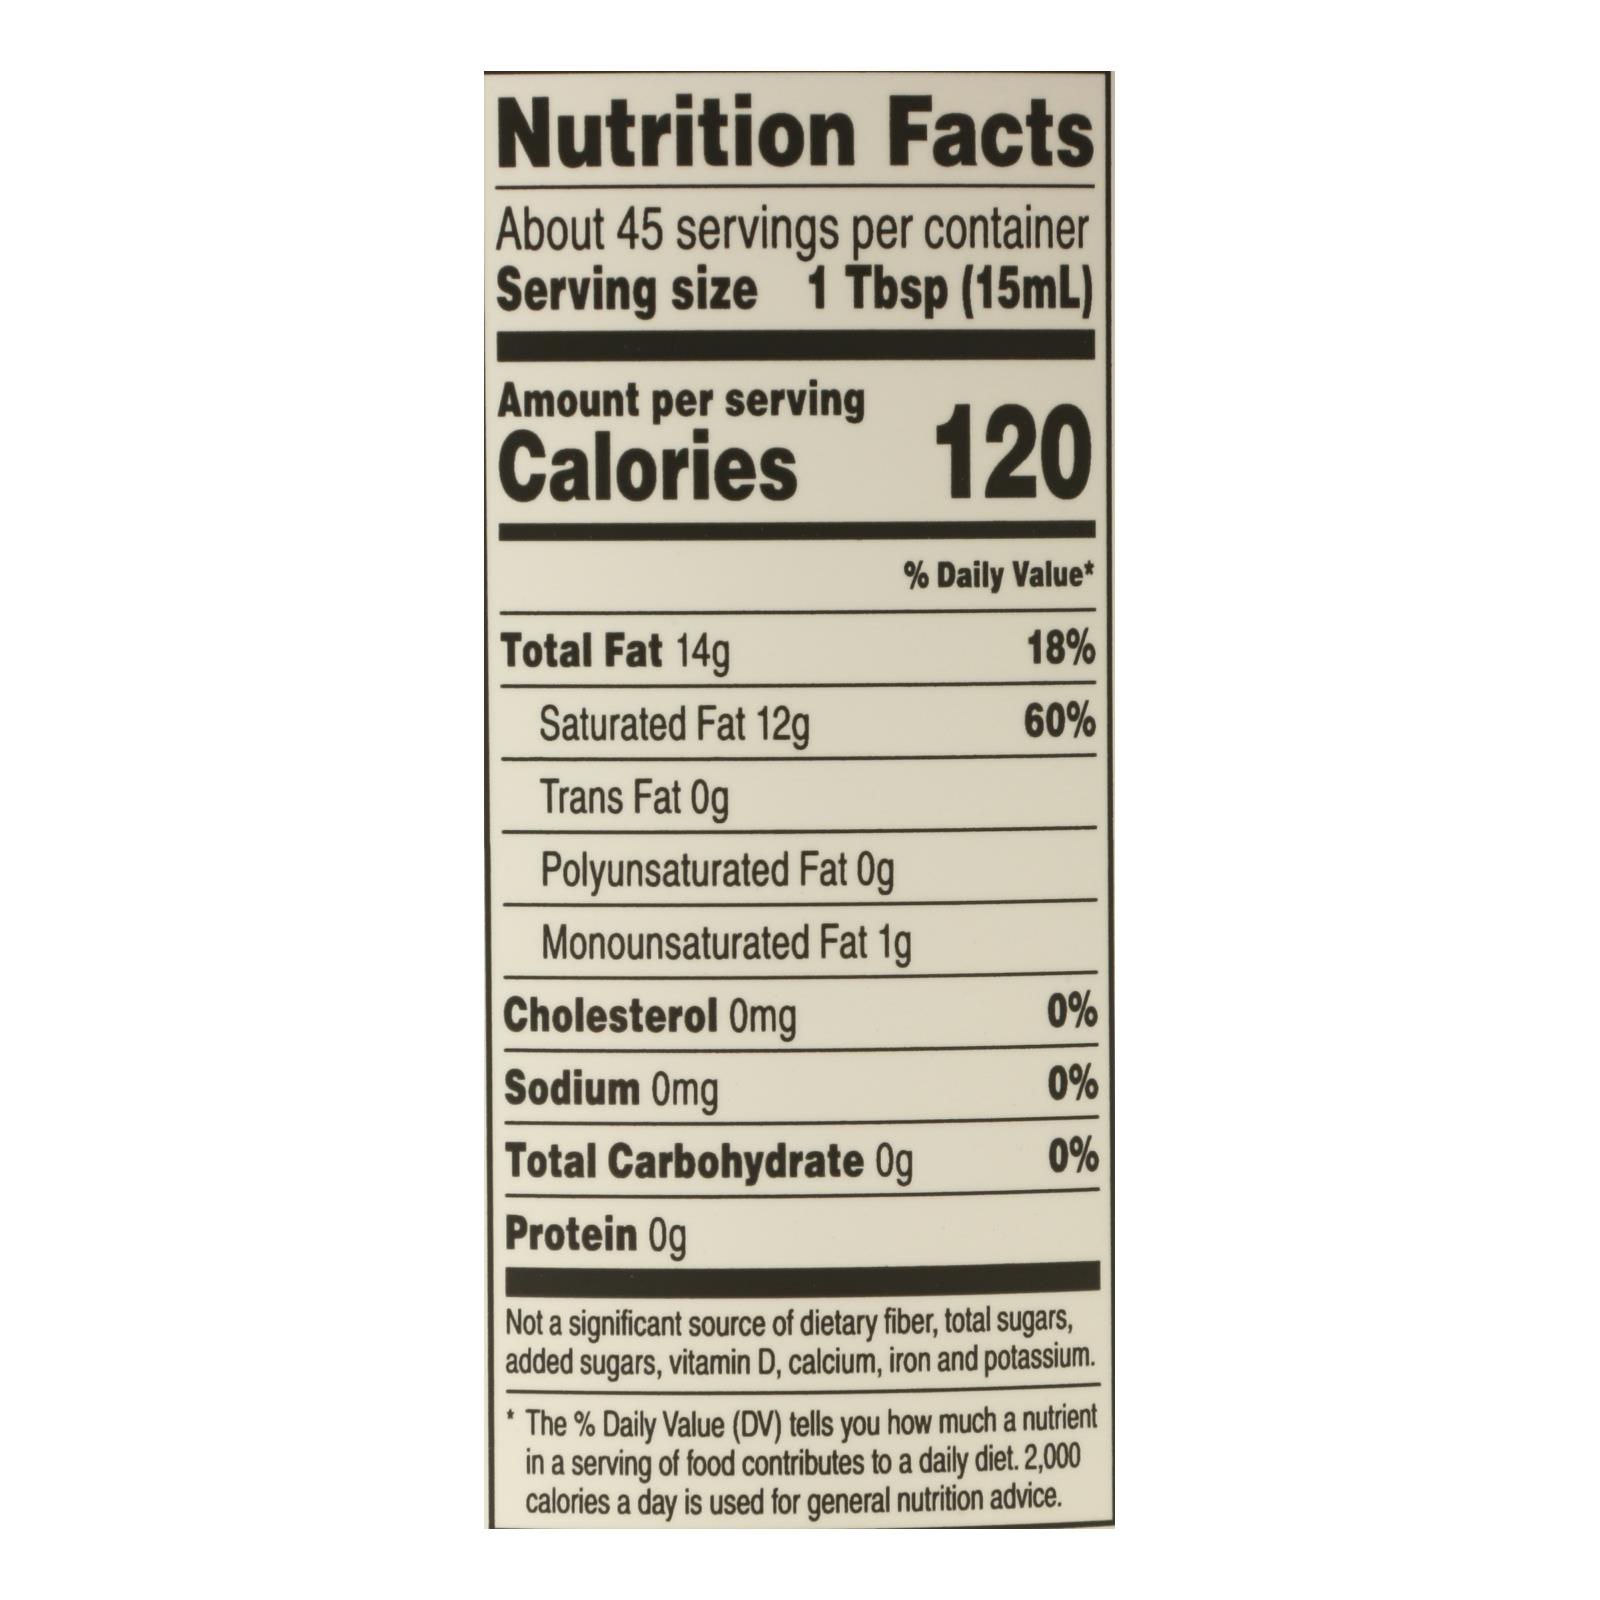 Nutrition Facts
About 45 servings per container
Serving size 1 Tbsp (15mL)
Amount per serving
Calories 120
% Daily Value*
Total Fat 14g 18%
Saturated Fat 12g 60%
Trans Fat 0g
Polyunsaturated Fat 0g
Monounsaturated Fat 1g
Cholesterol 0mg 0%
Sodium 0mg 0%
Total Carbohydrate 0g 0%
Protein 0g
Not a significant source of dietary fiber, total sugars,
added sugars, vitamin D, calcium, iron and potassium.
* The % Daily Value (DV) tells you how much a nutrient
in a serving of food contributes to a daily diet. 2,000
calories a day is used for general nutrition advice.